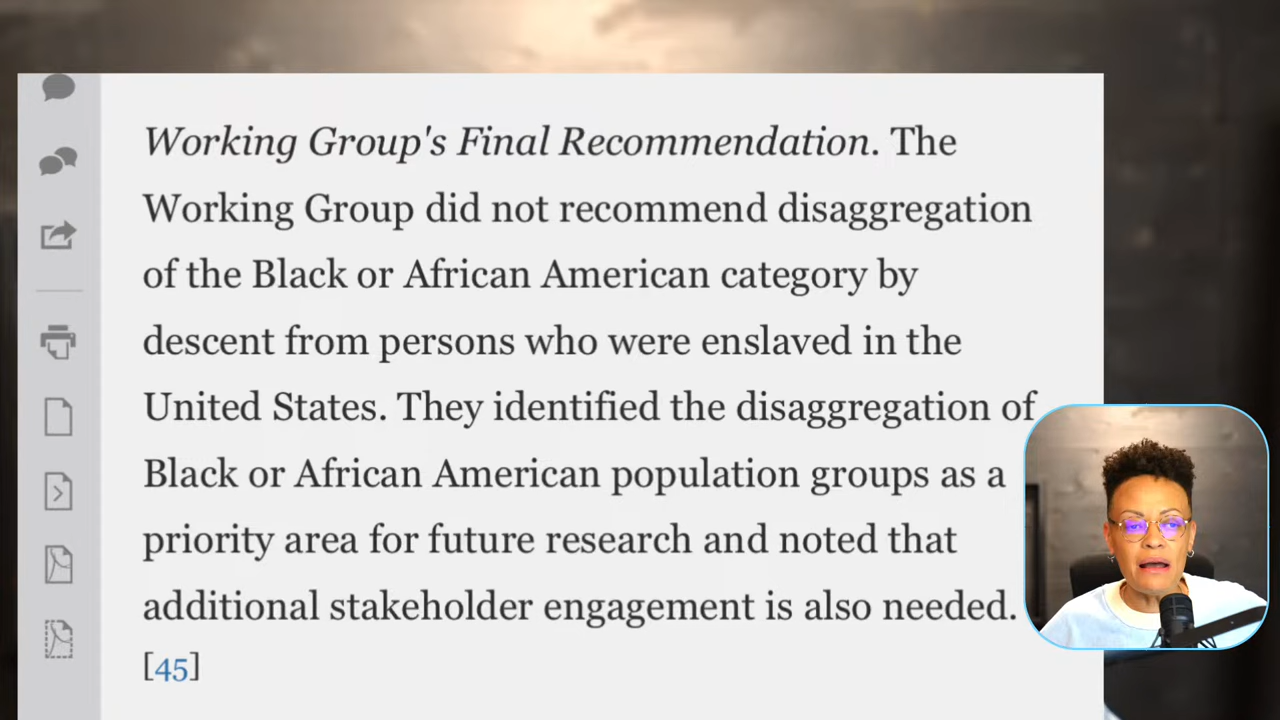 Working Group's Final Recommendation. The
Working Group did not recommend disaggregation
of the Black or African American category by
descent from persons who were enslaved in the
United States. They identified the disaggregation of
Black or African American population groups as a
priority area for future research and noted that
additional stakeholder engagement is also needed.
[45]